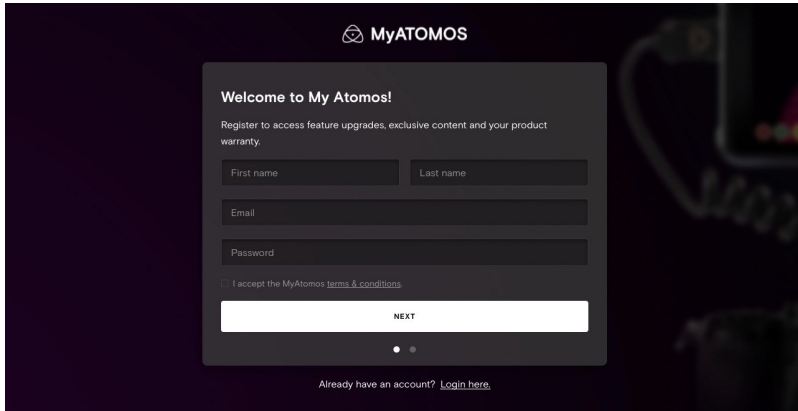 MyATOMOS
Welcome to My Atomos!
Register to access feature upgrades, exclusive content and your product
warranty.
First name Last name
Email
Password
I accept the MyAtomos terms & conditions.
NEXT
Already have an account? Login here.